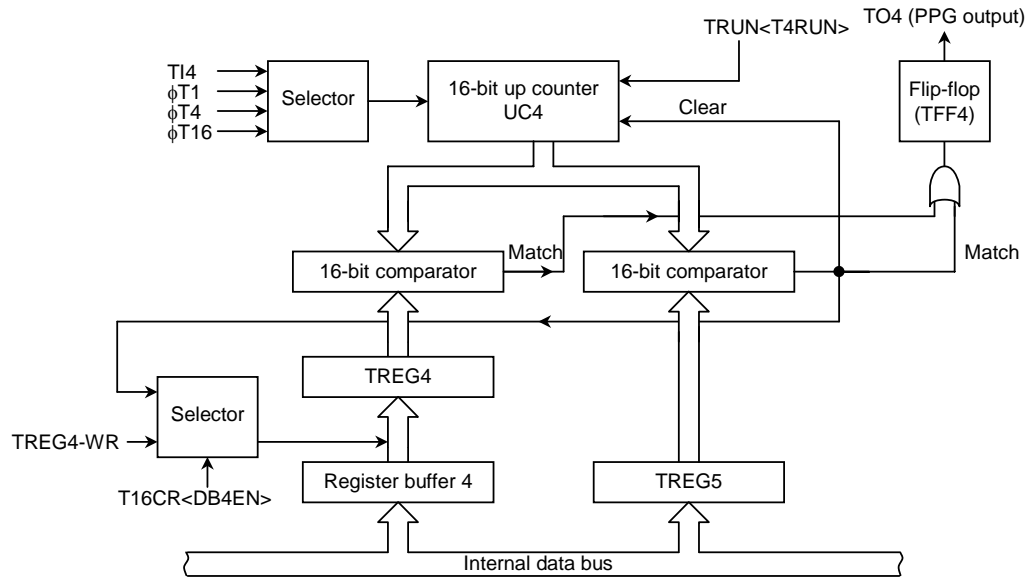 TO4 (PPG output)
TRUN<T4RUN>
TI4
ϕT1
ϕT4
ϕT16
Selector
16-bit up counter
UC4
Flip-flop
(TFF4)
Clear
Match
Match
16-bit comparator
16-bit comparator
TREG4
Selector
TREG4-WR
Register buffer 4
TREG5
T16CR<DB4EN>
Internal data bus